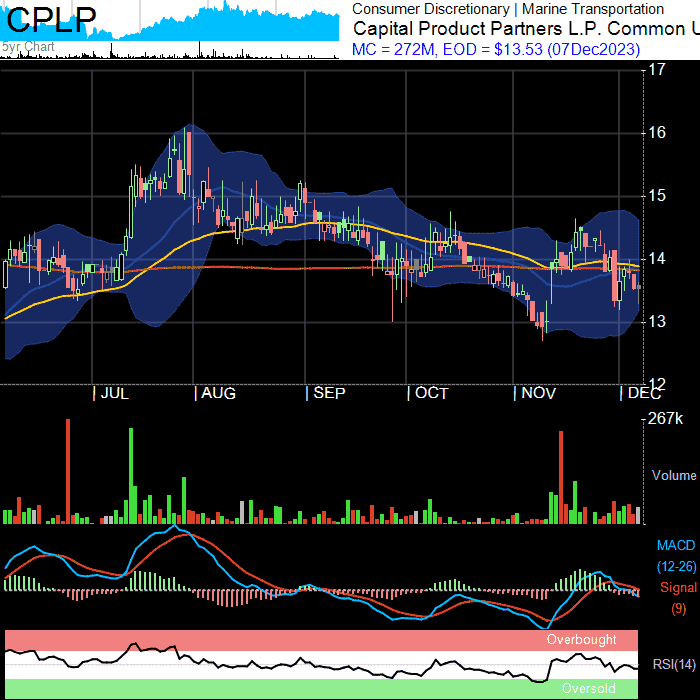 CPLP
5yr Chart
Consumer Discretionary | Marine Transportation
Capital Product Partners L.P. Common U
MC = 272M, EOD = $13.53 (07Dec2023)
17
16
15
14
13
12
| JUL | AUG | SEP | OCT | NOV | DEC
267k
Volume
MACD
(12-26)
Signal
(9)
Overbought
RSI(14)
Oversold